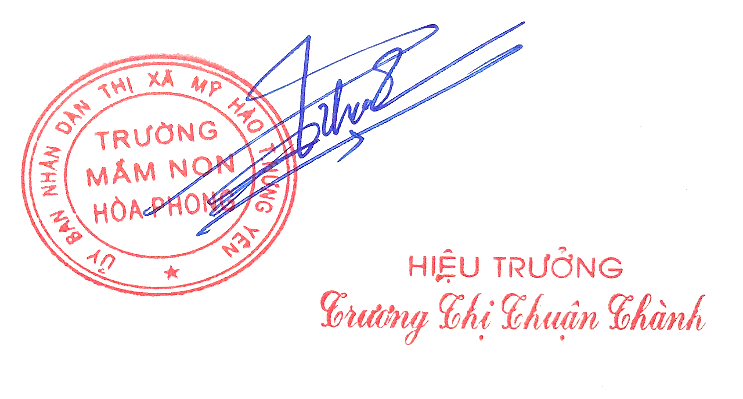 ỦY BAN NHÂN DÂN THỊ XÃ MỸ HÀO T. HƯNG YÊN
TRƯỜNG
MẦM NON
HÒA PHONG
HIỆU TRƯỞNG
Trương Thị Thuận Thành